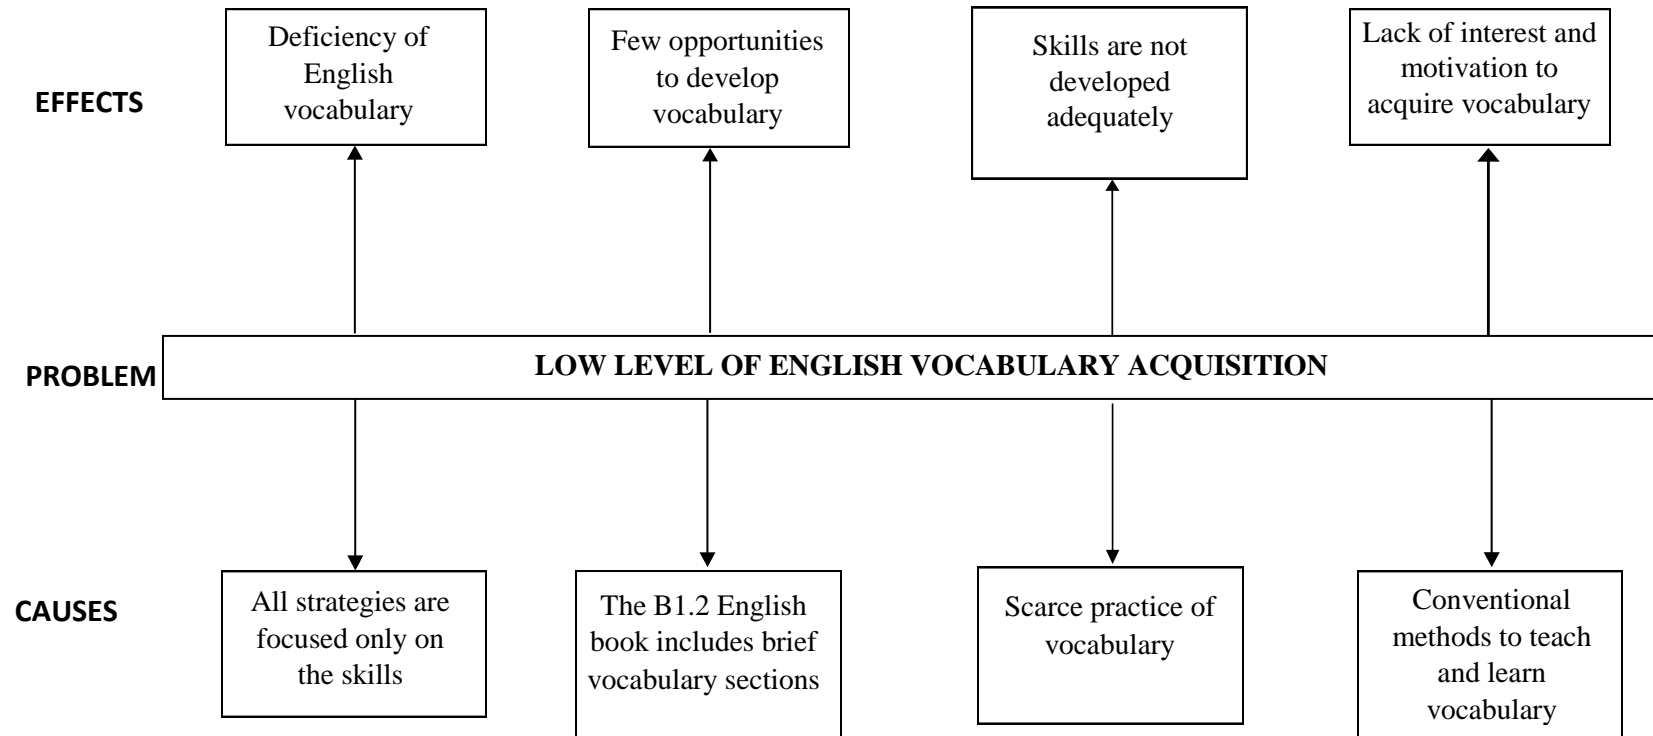 EFFECTS
Deficiency of
English
vocabulary
Few opportunities
to develop
vocabulary
Skills are not
developed
adequately
Lack of interest and
motivation to
acquire vocabulary
PROBLEM
LOW LEVEL OF ENGLISH VOCABULARY ACQUISITION
CAUSES
All strategies are
focused only on
the skills
The B1.2 English
book includes brief
vocabulary sections
Scarce practice of
vocabulary
Conventional
methods to teach
and learn
vocabulary